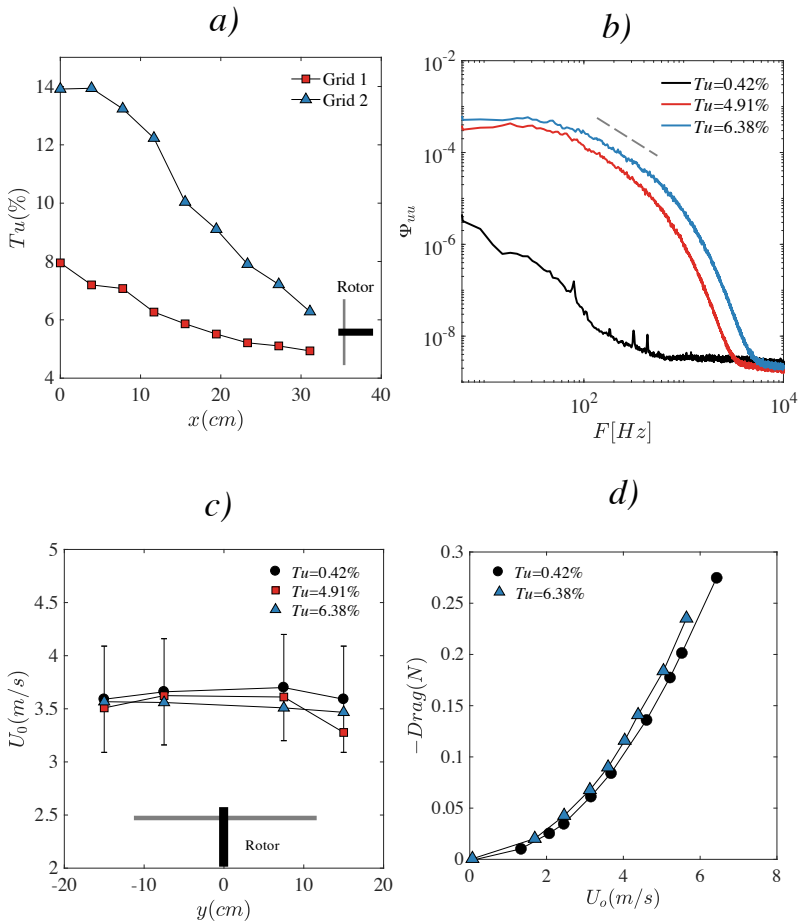 a)
Tu(%)
14
12
10
8
6
4
Grid 1
Grid 2
Rotor
0 10 20 30 40
x(cm)
b)
Φuu
10⁻²
10⁻⁴
10⁻⁶
10⁻⁸
Tu=0.42%
Tu=4.91%
Tu=6.38%
10² 10³ 10⁴
F[Hz]
c)
U₀(m/s)
5
4.5
4
3.5
3
2.5
2
Tu=0.42%
Tu=4.91%
Tu=6.38%
Rotor
-20 -10 0 10 20
y(cm)
d)
−Drag(N)
0.3
0.25
0.2
0.15
0.1
0.05
0
Tu=0.42%
Tu=6.38%
0 2 4 6 8
Uₒ(m/s)